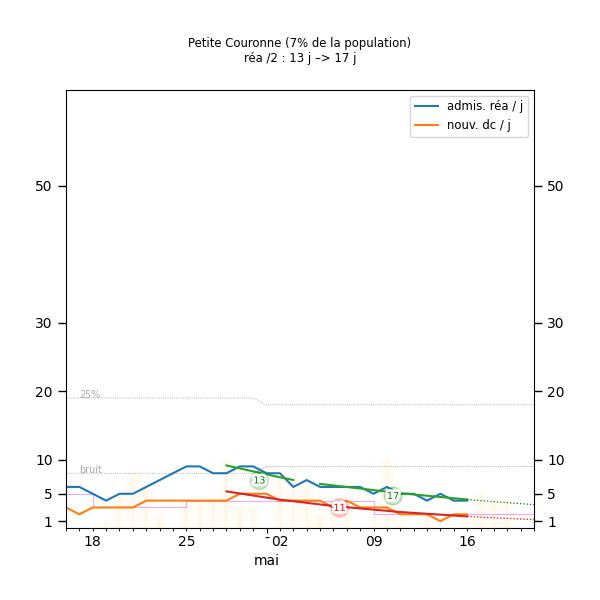 Petite Couronne (7% de la population)
réa /2 : 13 j –> 17 j
admis. réa / j
nouv. dc / j
50 50
30 30
25%
20 20
bruit
10 10
13
17
5 5
11
1 1
18 25 02 09 16
mai